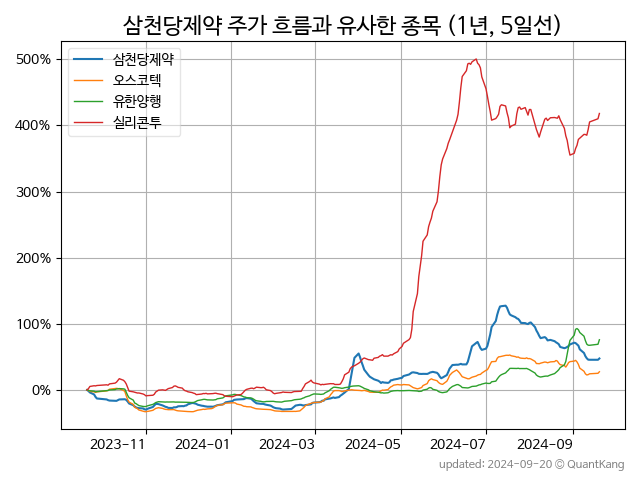 삼천당제약 주가 흐름과 유사한 종목 (1년, 5일선)
삼천당제약
오스코텍
유한양행
실리콘투
500%
400%
300%
200%
100%
0%
2023-11 2024-01 2024-03 2024-05 2024-07 2024-09
updated: 2024-09-20 @ QuantKang